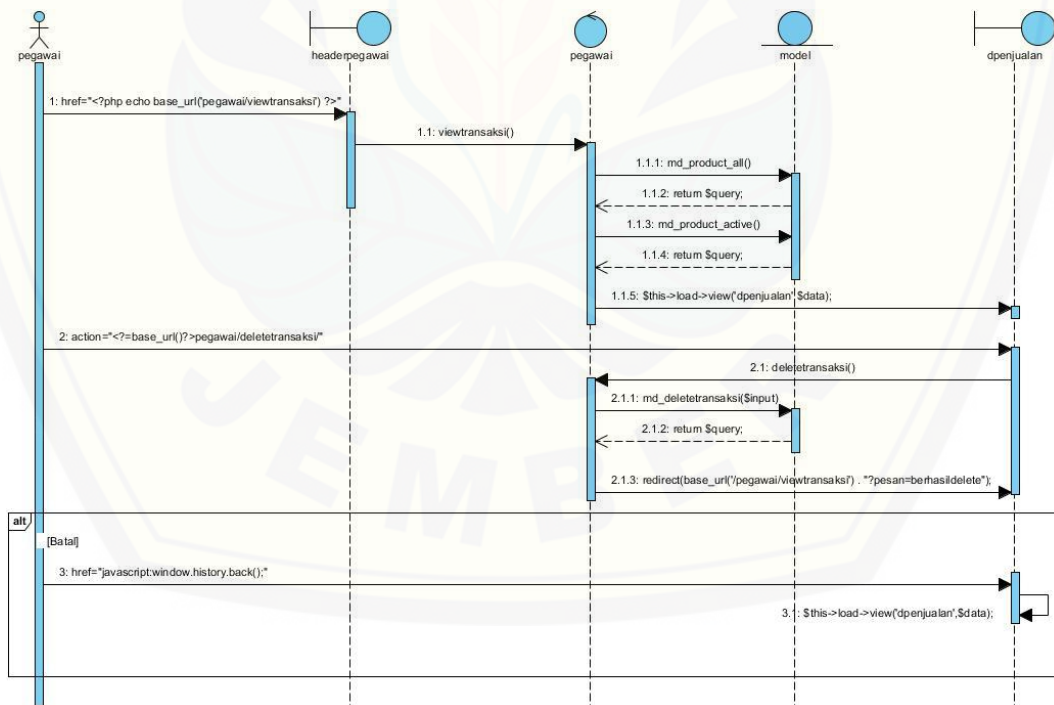 pegawai
headerpegawai
pegawai
model
dpenjualan
1: href="<?php echo base_url('pegawai/viewtransaksi') ?>"
1.1: viewtransaksi()
1.1.1: md_product_all()
1.1.2: return $query;
1.1.3: md_product_active()
1.1.4: return $query;
1.1.5: $this->load->view('dpenjualan',$data);
2: action="<?=base_url()?>pegawai/deletetransaksi/"
2.1: deletetransaksi()
2.1.1: md_deletetransaksi($input)
2.1.2: return $query;
2.1.3: redirect(base_url('/pegawai/viewtransaksi') . "?pesan=berhasildelete");
alt
[Batal]
3: href="javascript:window.history.back();"
3.1: $this->load->view('dpenjualan',$data);
JEMBER